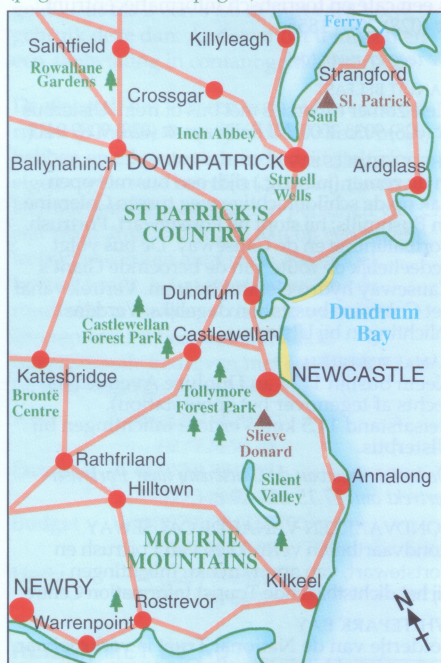 Ferry
Saintfield
Killyleagh
Rowallane
Gardens
Strangford
Crossgar
St. Patrick
Saul
Inch Abbey
Ballynahinch
DOWNPATRICK
Struell
Wells
Ardglass
ST PATRICK'S
COUNTRY
Dundrum
Dundrum
Bay
Castlewellan
Forest Park
Castlewellan
Katesbridge
Brontë
Centre
NEWCASTLE
Tollymore
Forest Park
Slieve
Donard
Rathfriland
Silent
Valley
Annalong
Hilltown
MOURNE
MOUNTAINS
NEWRY
Kilkeel
Rostrevor
Warrenpoint
N